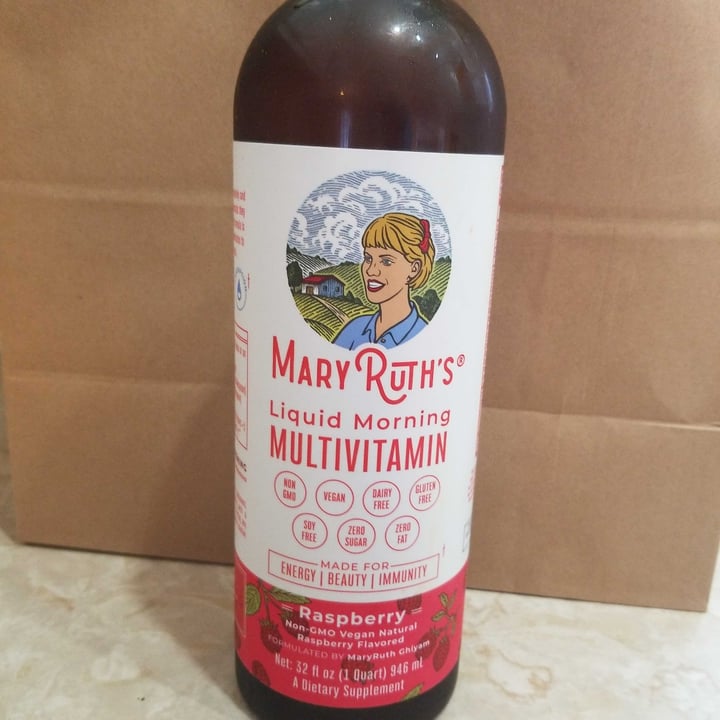 MARY RUTH'S®
Liquid Morning
MULTIVITAMIN
NON
GMO
VEGAN
DAIRY
FREE
GLUTEN
FREE
SOY
FREE
ZERO
SUGAR
ZERO
FAT
MADE FOR
ENERGY | BEAUTY | IMMUNITY †
Raspberry
Non-GMO Vegan Natural
Raspberry Flavored
FORMULATED BY MaryRuth Ghiyam
Net: 32 fl oz (1 Quart) 946 mL
A Dietary Supplement